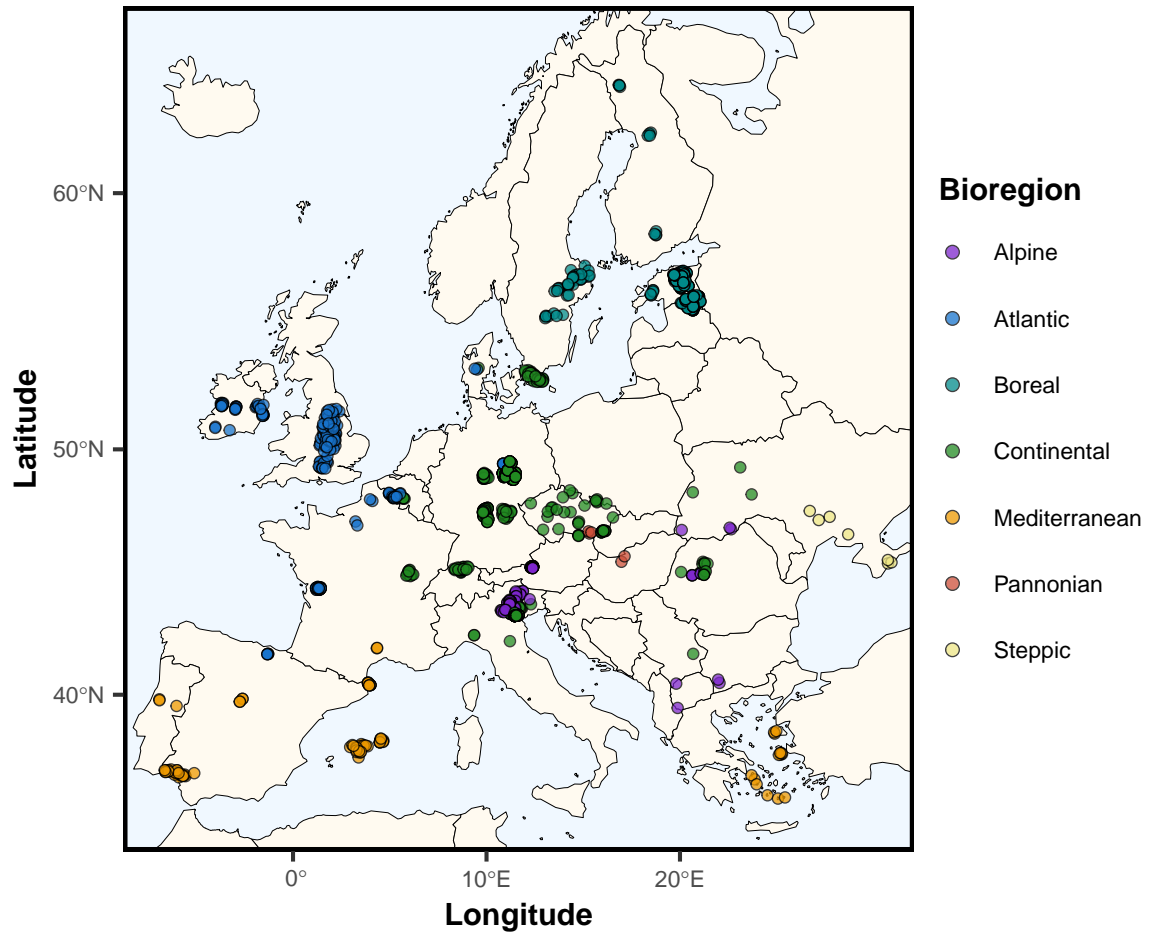 60°N
50°N
40°N
0°
10°E
20°E
Longitude
Latitude
Bioregion
Alpine
Atlantic
Boreal
Continental
Mediterranean
Pannonian
Steppic